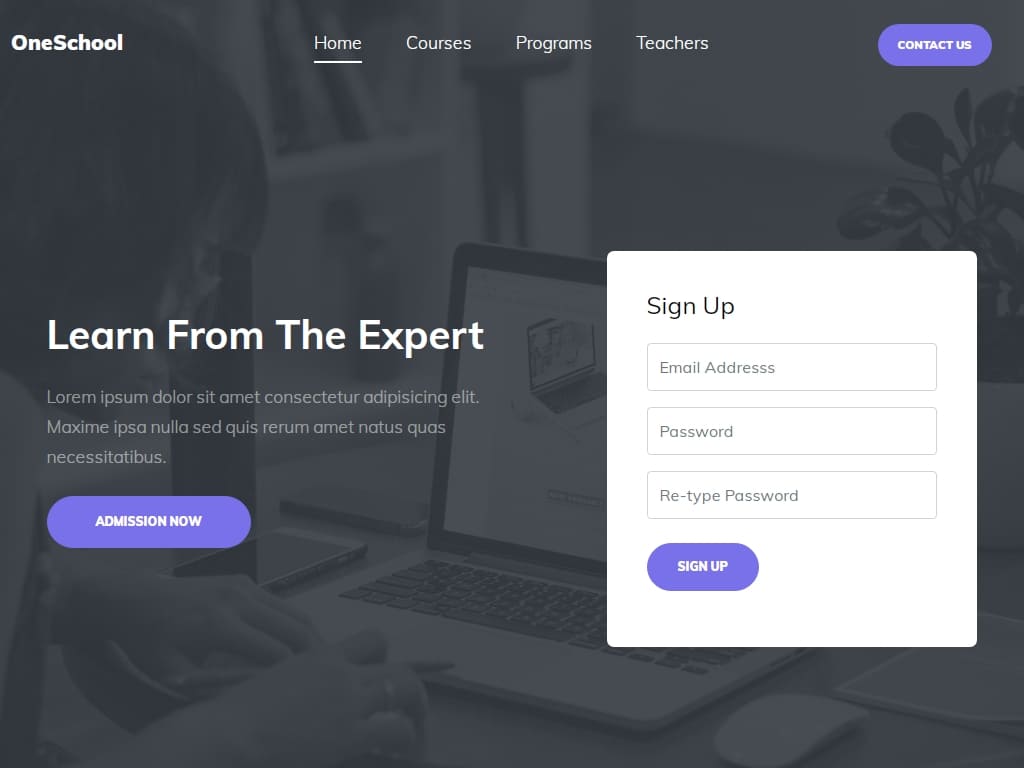 OneSchool
Home Courses Programs Teachers
CONTACT US
Learn From The Expert
Lorem ipsum dolor sit amet consectetur adipisicing elit.
Maxime ipsa nulla sed quis rerum amet natus quas
necessitatibus.
ADMISSION NOW
Sign Up
Email Addresss
Password
Re-type Password
SIGN UP